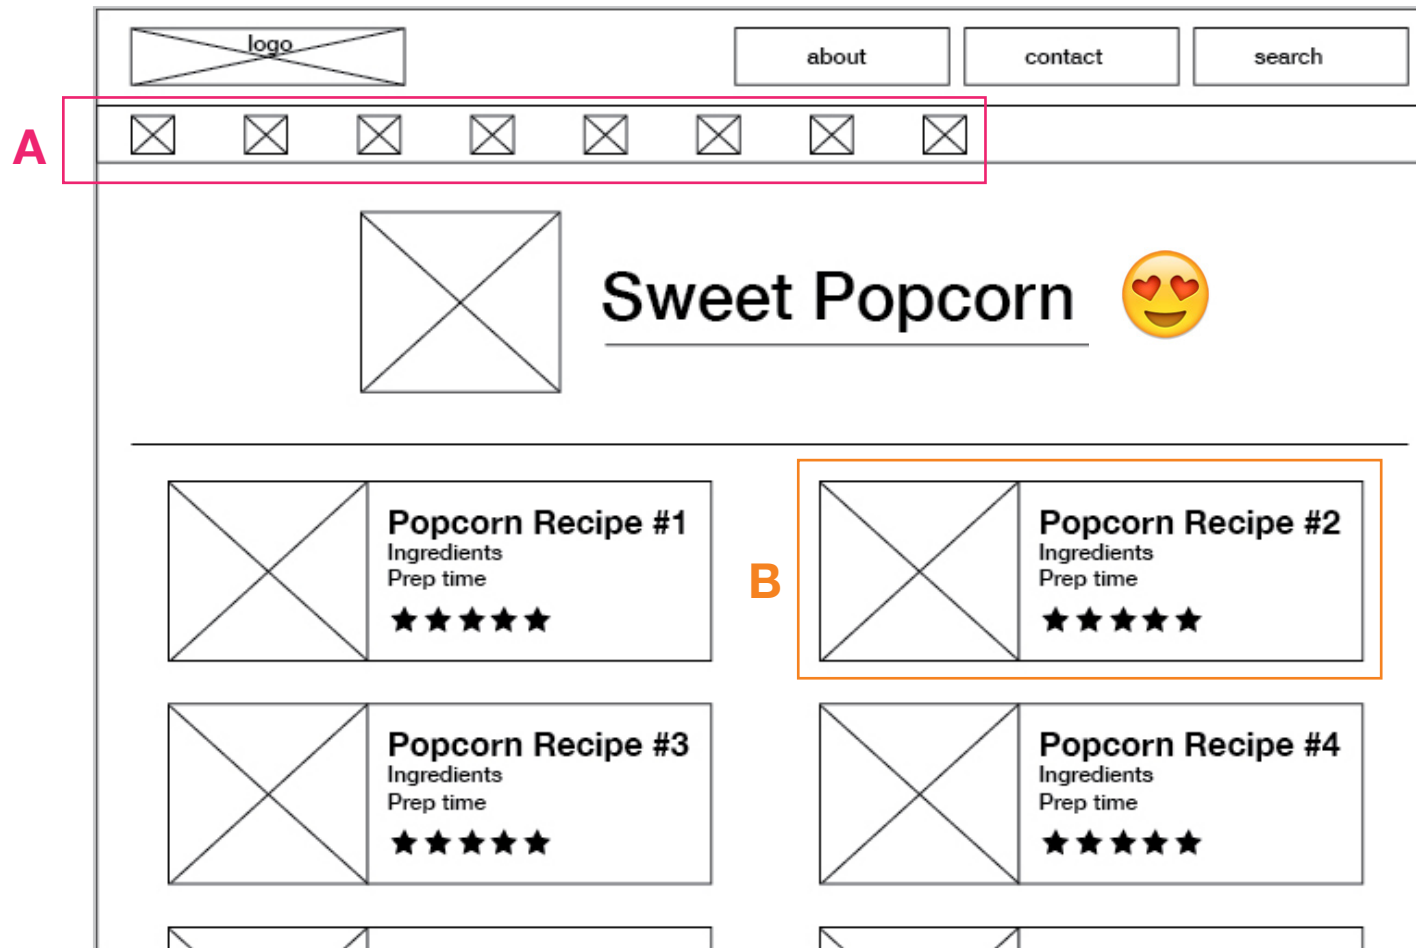 logo
about
contact
search
A
Sweet Popcorn
Popcorn Recipe #1
Ingredients
Prep time
B
Popcorn Recipe #2
Ingredients
Prep time
Popcorn Recipe #3
Ingredients
Prep time
Popcorn Recipe #4
Ingredients
Prep time